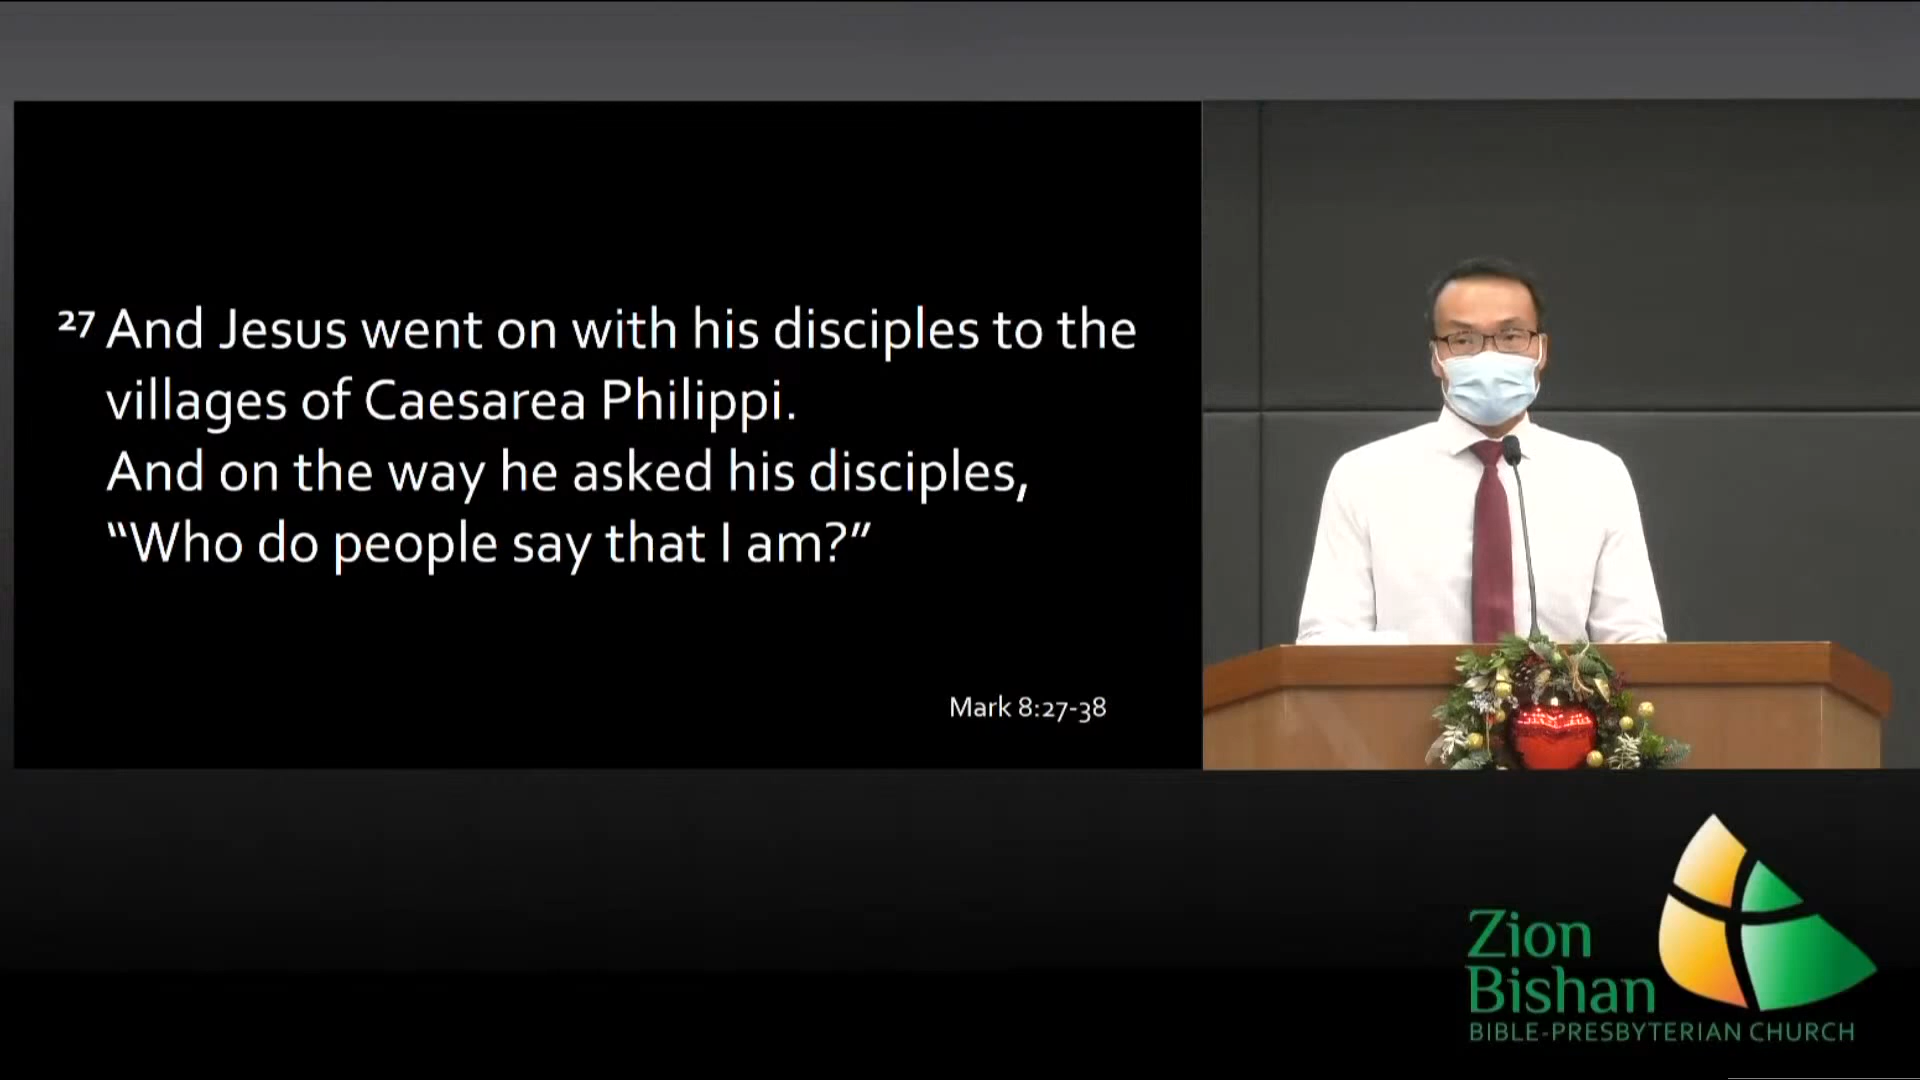 27 And Jesus went on with his disciples to the
villages of Caesarea Philippi.
And on the way he asked his disciples,
“Who do people say that I am?”
Mark 8:27-38
Zion
Bishan
BIBLE-PRESBYTERIAN CHURCH